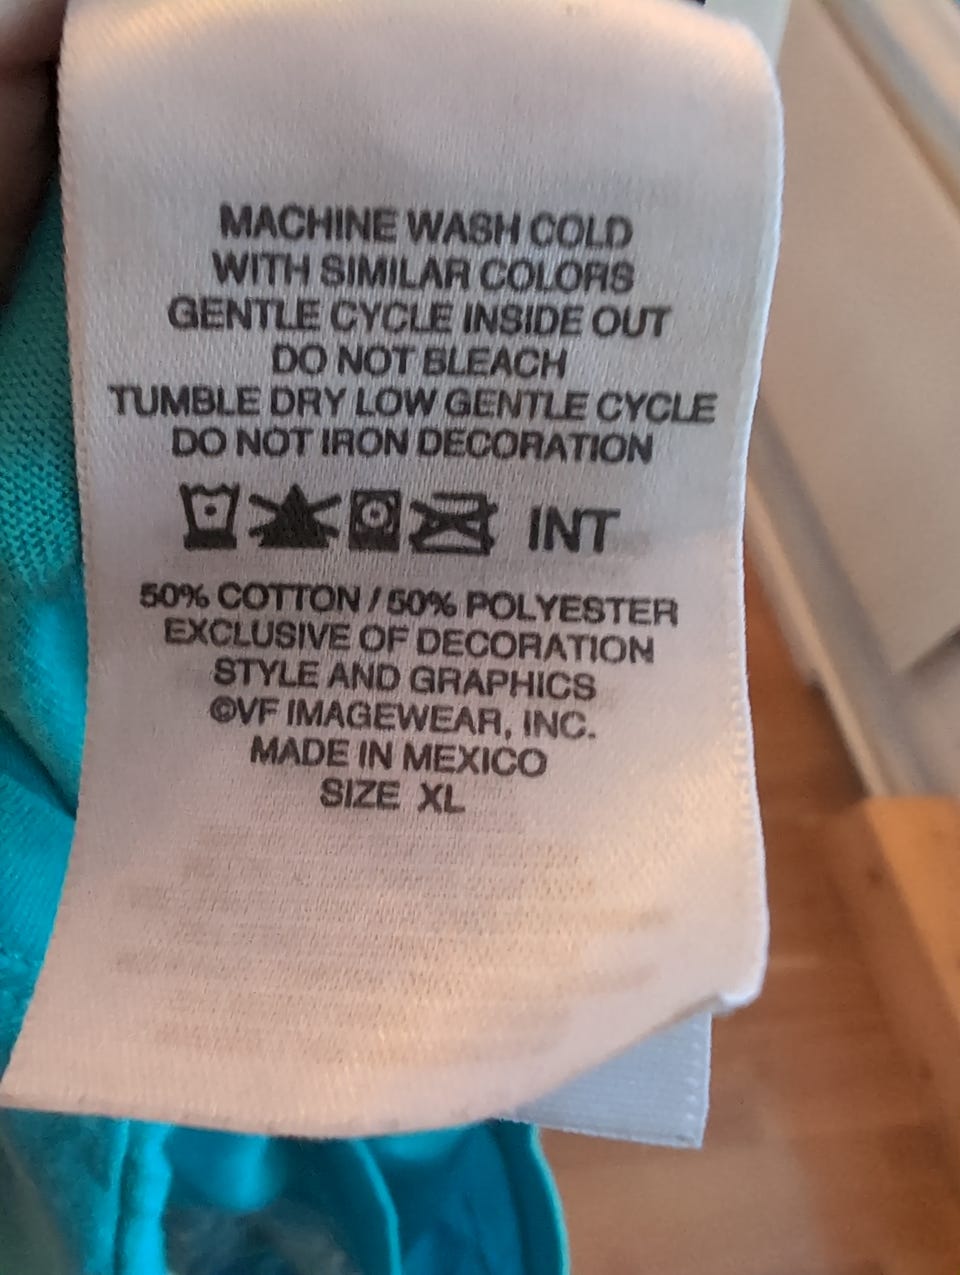 MACHINE WASH COLD
WITH SIMILAR COLORS
GENTLE CYCLE INSIDE OUT
DO NOT BLEACH
TUMBLE DRY LOW GENTLE CYCLE
DO NOT IRON DECORATION
INT
50% COTTON / 50% POLYESTER
EXCLUSIVE OF DECORATION
STYLE AND GRAPHICS
©VF IMAGEWEAR, INC.
MADE IN MEXICO
SIZE XL